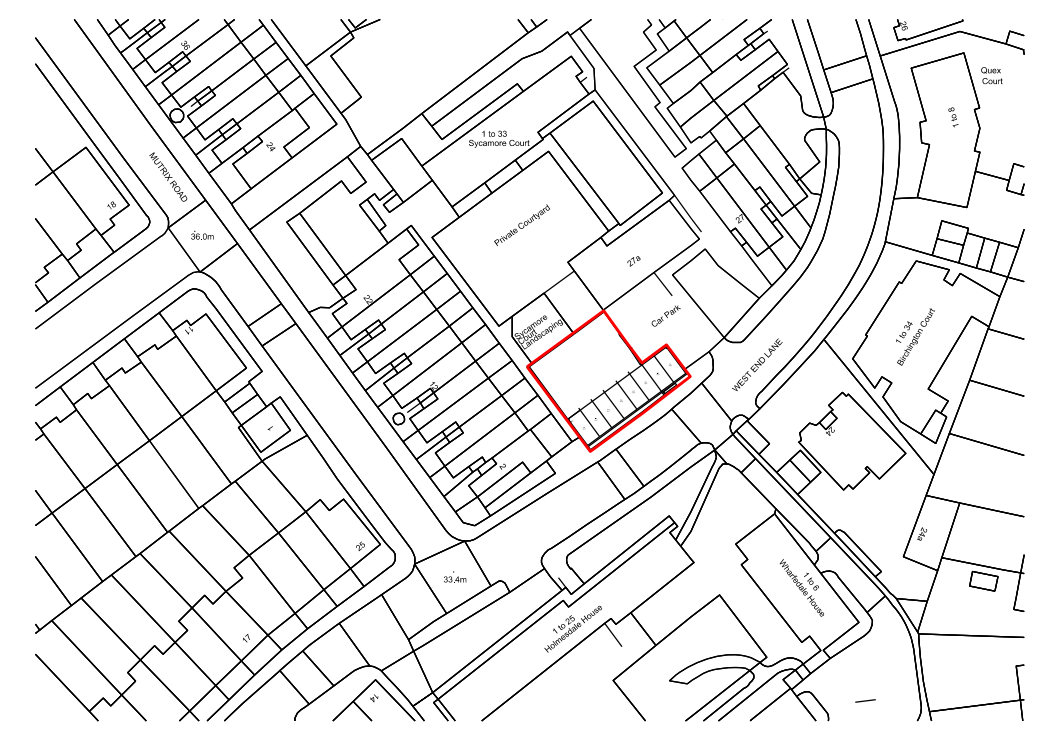 36
26
Quex
Court
1 to 8
24
1 to 33
Sycamore Court
MUTRIX ROAD
18
36.0m
Private Courtyard
27
27a
22
Car Park
Sycamore
Court
Landscaping
11
1 to 34
Birchington Court
WEST END LANE
12
1
24
2
25
24a
33.4m
1 to 6
Wharfedale House
1 to 25
Holmesdale House
17
14